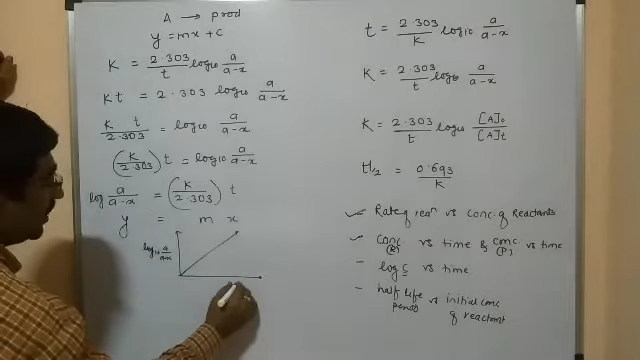 A → prod
y = mx + c
K = 2.303/t log10 a/a-x
Kt = 2.303 log10 a/a-x
K t/2.303 = log10 a/a-x
(K/2.303) t = log10 a/a-x
log a/a-x = (K/2.303) t
y = m x
log10 a/a-x
t = 2.303/K log10 a/a-x
K = 2.303/t log10 a/a-x
K = 2.303/t log10 [A]0/[A]t
t1/2 = 0.693/K
✓ Rate of rean vs conc. of Reactants
✓ conc (R) vs time & conc (P) vs time
- log c vs time
- half life period vs initial conc
of reactant